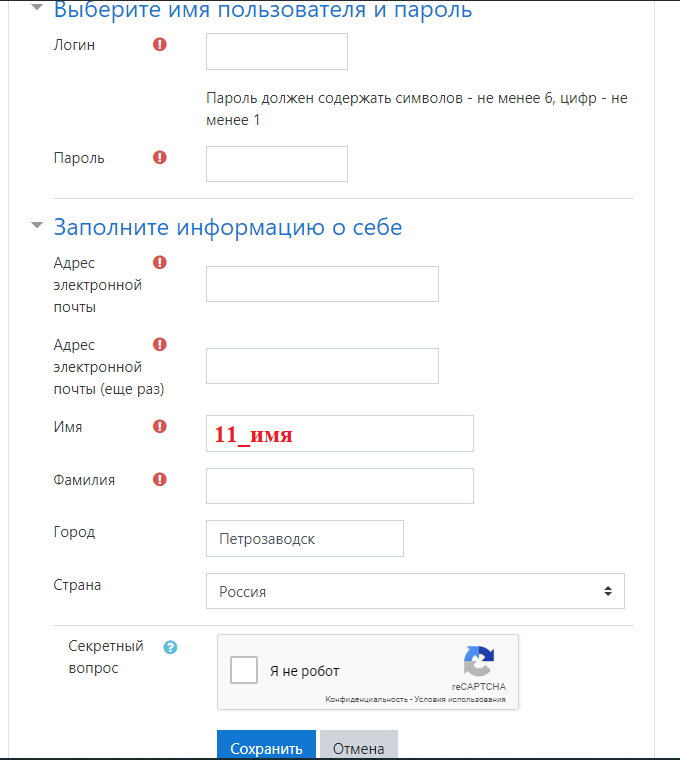 Выберите имя пользователя и пароль
Логин
Пароль должен содержать символов - не менее 6, цифр - не
менее 1
Пароль
Заполните информацию о себе
Адрес
электронной
почты
Адрес
электронной
почты (еще раз)
Имя
11_имя
Фамилия
Город
Петрозаводск
Страна
Россия
Секретный
вопрос
Я не робот
reCAPTCHA
Конфиденциальность - Условия использования
Сохранить
Отмена